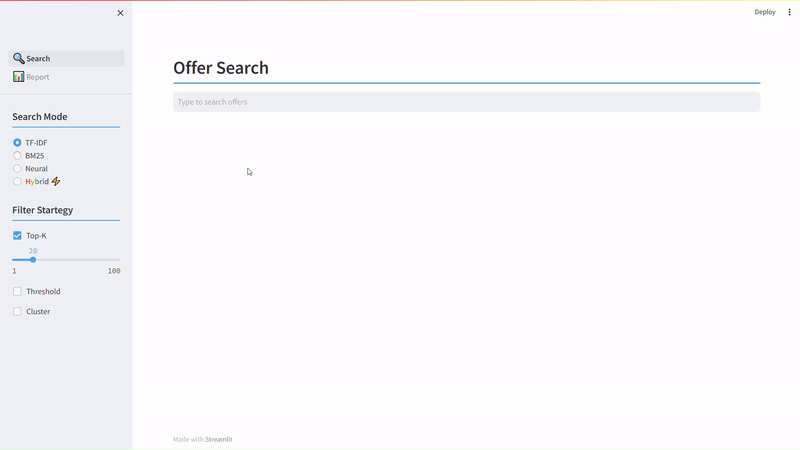 Deploy
Search
Report
Search Mode
TF-IDF
BM25
Neural
Hybrid
Filter Startegy
Top-K
20
1 100
Threshold
Cluster
Offer Search
Type to search offers
Made with Streamlit